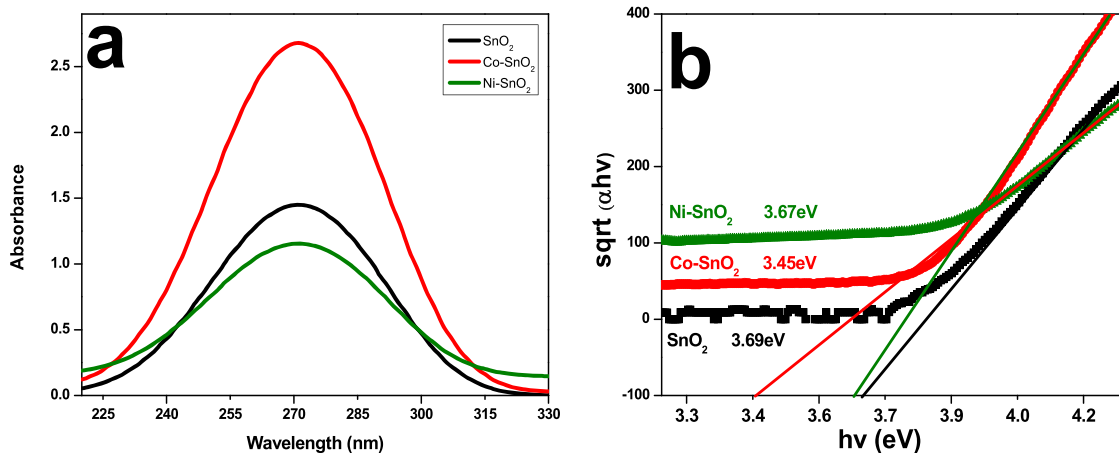 a
SnO₂
Co-SnO₂
Ni-SnO₂
Absorbance
2.5
2.0
1.5
1.0
0.5
0.0
225 240 255 270 285 300 315 330
Wavelength (nm)
b
sqrt (αhν)
400
300
200
100
0
-100
Ni-SnO₂ 3.67eV
Co-SnO₂ 3.45eV
SnO₂ 3.69eV
3.3 3.4 3.6 3.7 3.9 4.0 4.2
hν (eV)